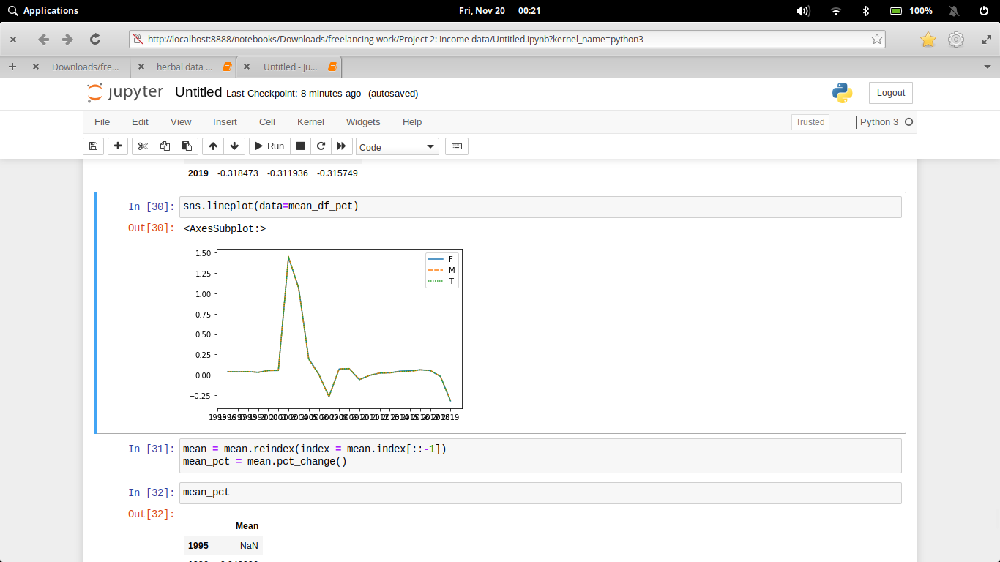 Applications
Fri, Nov 20 00:21
100%
http://localhost:8888/notebooks/Downloads/freelancing work/Project 2: Income data/Untitled.ipynb?kernel_name=python3
Downloads/fre...
herbal data ...
Untitled - Ju...
jupyter Untitled Last Checkpoint: 8 minutes ago (autosaved)
Logout
File Edit View Insert Cell Kernel Widgets Help
Trusted
Python 3
Run
Code
2019 -0.318473 -0.311936 -0.315749
In [30]: sns.lineplot(data=mean_df_pct)
Out[30]: <AxesSubplot:>
1.50
1.25
1.00
0.75
0.50
0.25
0.00
−0.25
F
M
T
In [31]: mean = mean.reindex(index = mean.index[::-1])
mean_pct = mean.pct_change()
In [32]: mean_pct
Out[32]:
Mean
1995 NaN